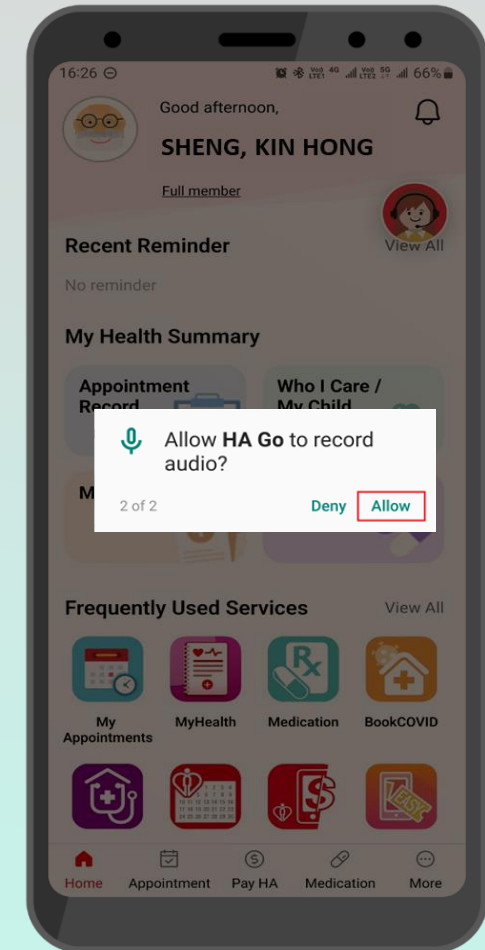 16:26
66%
Good afternoon,
SHENG, KIN HONG
Full member
Recent Reminder
View All
No reminder
My Health Summary
Appointment
Record
Who I Care /
My Child
Allow HA Go to record
audio?
M
2 of 2
Deny
Allow
Frequently Used Services
View All
My
Appointments
MyHealth
Rx
Medication
BookCOVID
EASY
Home
Appointment
Pay HA
Medication
More